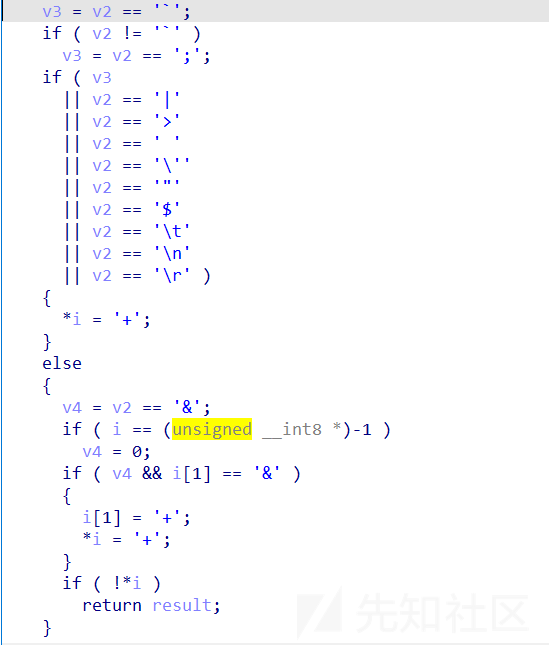 v3 = v2 == '`';
if ( v2 != '`' )
v3 = v2 == ';';
if ( v3
|| v2 == '|'
|| v2 == '>'
|| v2 == ' '
|| v2 == '\''
|| v2 == '"'
|| v2 == '$'
|| v2 == '\t'
|| v2 == '\n'
|| v2 == '\r' )
{
*i = '+';
}
else
{
v4 = v2 == '&';
if ( i == (unsigned __int8 *)-1 )
v4 = 0;
if ( v4 && i[1] == '&' )
{
i[1] = '+';
*i = '+';
}
if ( !*i )
return result;
}
先知社区